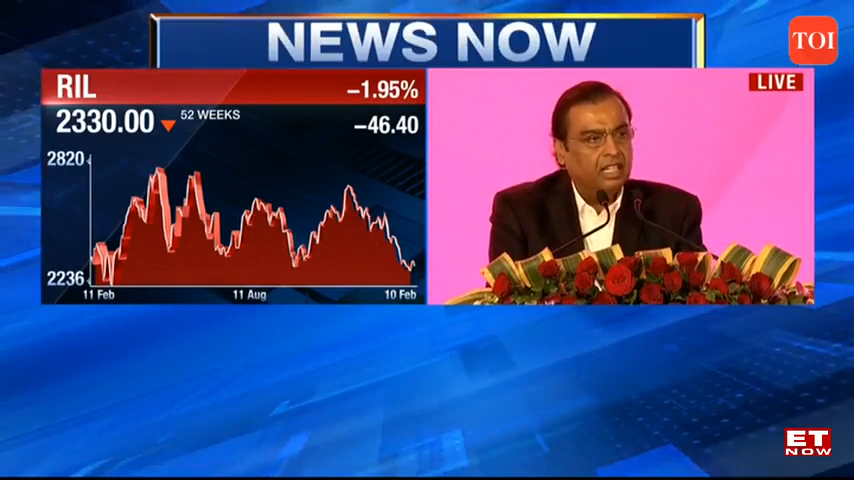 NEWS NOW
TOI
RIL
−1.95%
2330.00
52 WEEKS
−46.40
2820
2236
11 Feb
11 Aug
10 Feb
LIVE
ET
NOW